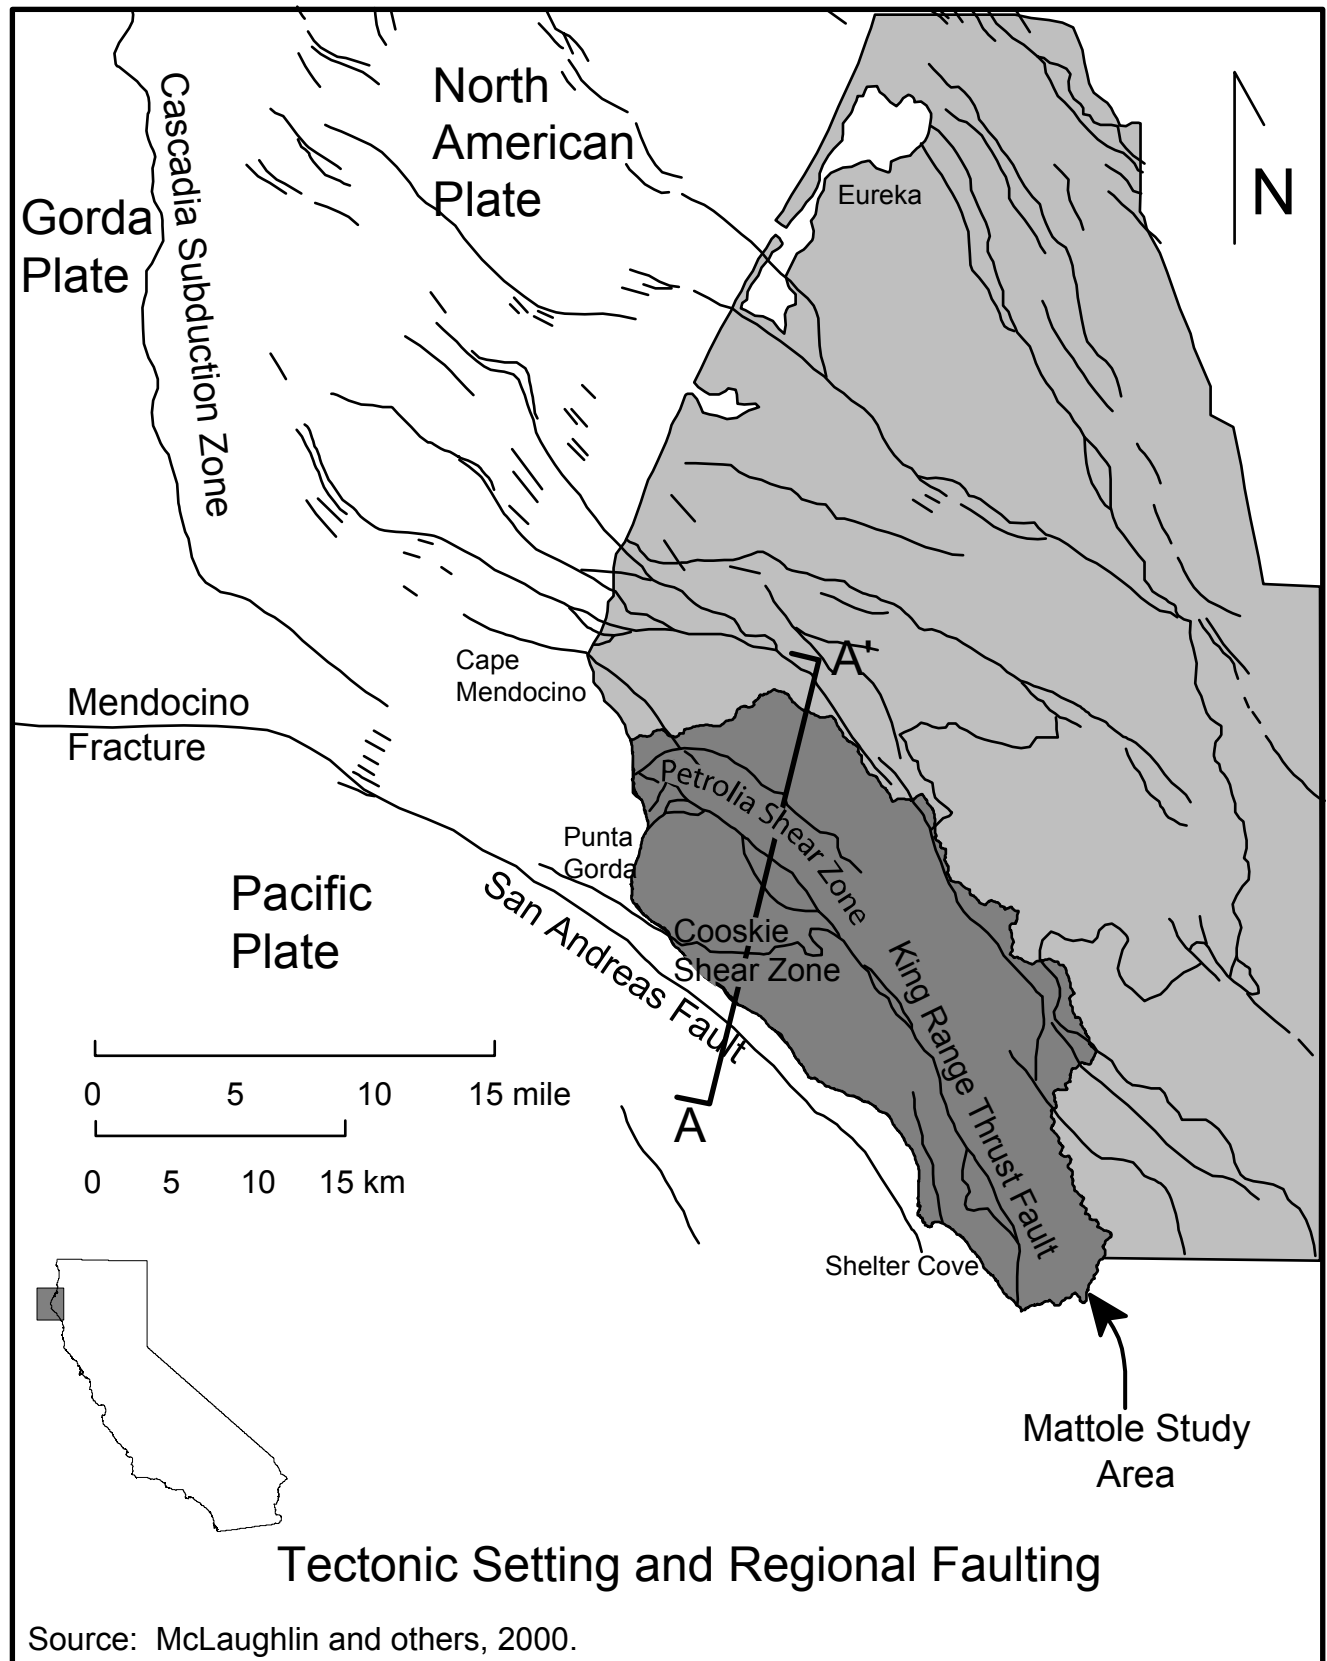 North
American
Plate
Cascadia Subduction Zone
Gorda
Plate
Eureka
N
Cape
Mendocino
A'
Mendocino
Fracture
Petrolia Shear Zone
Punta
Gorda
Pacific
Plate
San Andreas Fault
Cooskie
Shear Zone
King Range Thrust Fault
0 5 10 15 mile
A
0 5 10 15 km
Shelter Cove
Mattole Study
Area
Tectonic Setting and Regional Faulting
Source: McLaughlin and others, 2000.